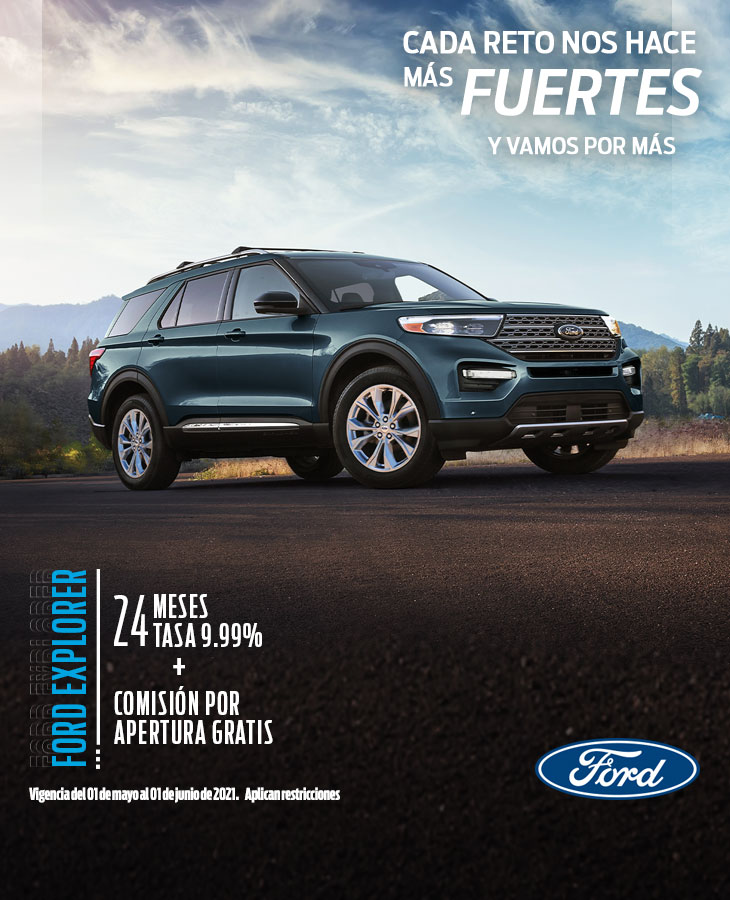 CADA RETO NOS HACE
MÁS FUERTES
Y VAMOS POR MÁS
Ford
FORD EXPLORER
24 MESES
TASA 9.99%
+
COMISIÓN POR
APERTURA GRATIS
Ford
Vigencia del 01 de mayo al 01 de junio de 2021. Aplican restricciones